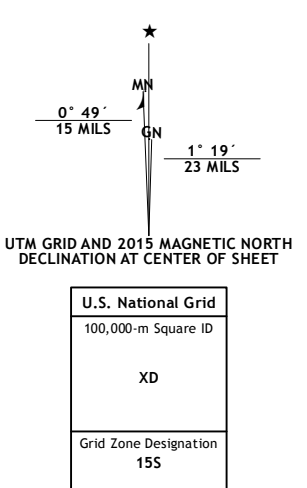 ★
MN
0° 49´
15 MILS
GN
1° 19´
23 MILS
UTM GRID AND 2015 MAGNETIC NORTH
DECLINATION AT CENTER OF SHEET
U.S. National Grid
100,000-m Square ID
XD
Grid Zone Designation
15S